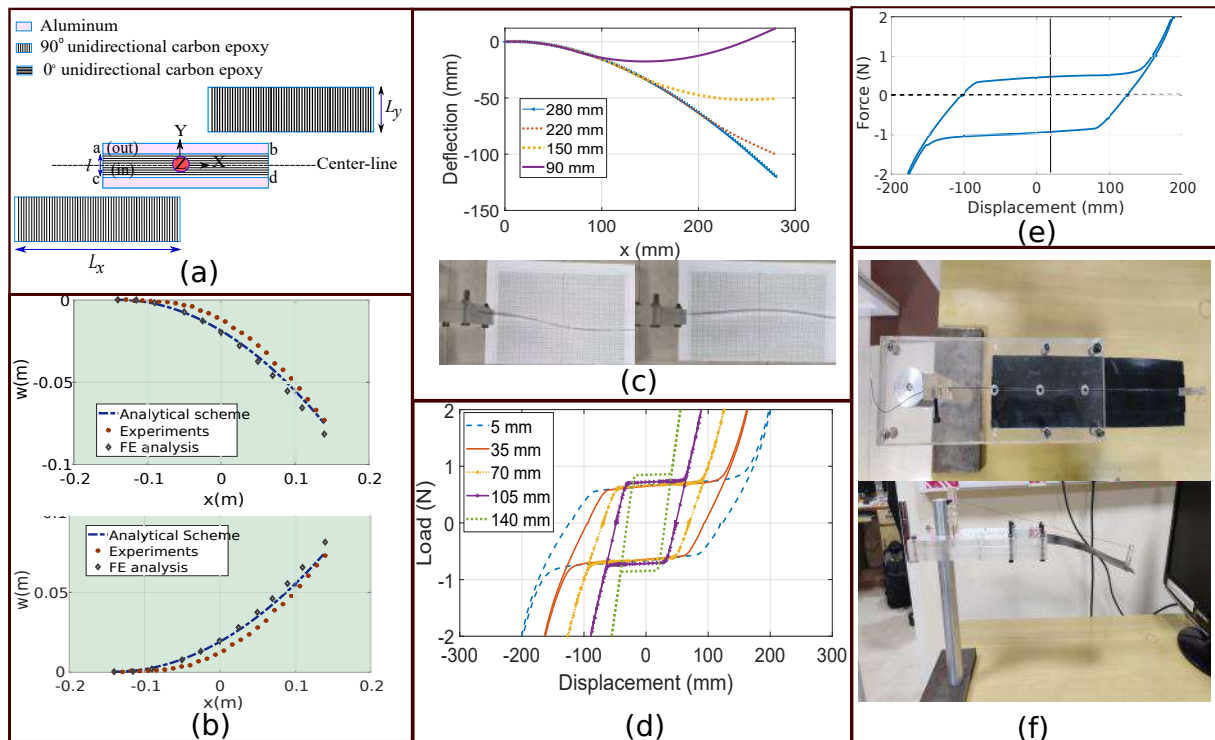 Aluminum
90° unidirectional carbon epoxy
0° unidirectional carbon epoxy
L_y
Y
a (out) b
l Z X Center-line
(in)
c d
L_x
(a)
0
-0.05
-0.1
w(m)
Analytical scheme
Experiments
FE analysis
-0.2 -0.1 0 0.1 0.2
x(m)
0.1
0.05
0
w(m)
Analytical Scheme
Experiments
FE analysis
-0.2 -0.1 0 0.1 0.2
x(m)
(b)
0
-50
-100
-150
Deflection (mm)
280 mm
220 mm
150 mm
90 mm
0 100 200 300
x (mm)
(c)
2
1
0
-1
-2
Load (N)
5 mm
35 mm
70 mm
105 mm
140 mm
-300 -200 -100 0 100 200 300
Displacement (mm)
(d)
2
1
0
-1
2
Force (N)
-200 -100 0 100 200
Displacement (mm)
(e)
(f)